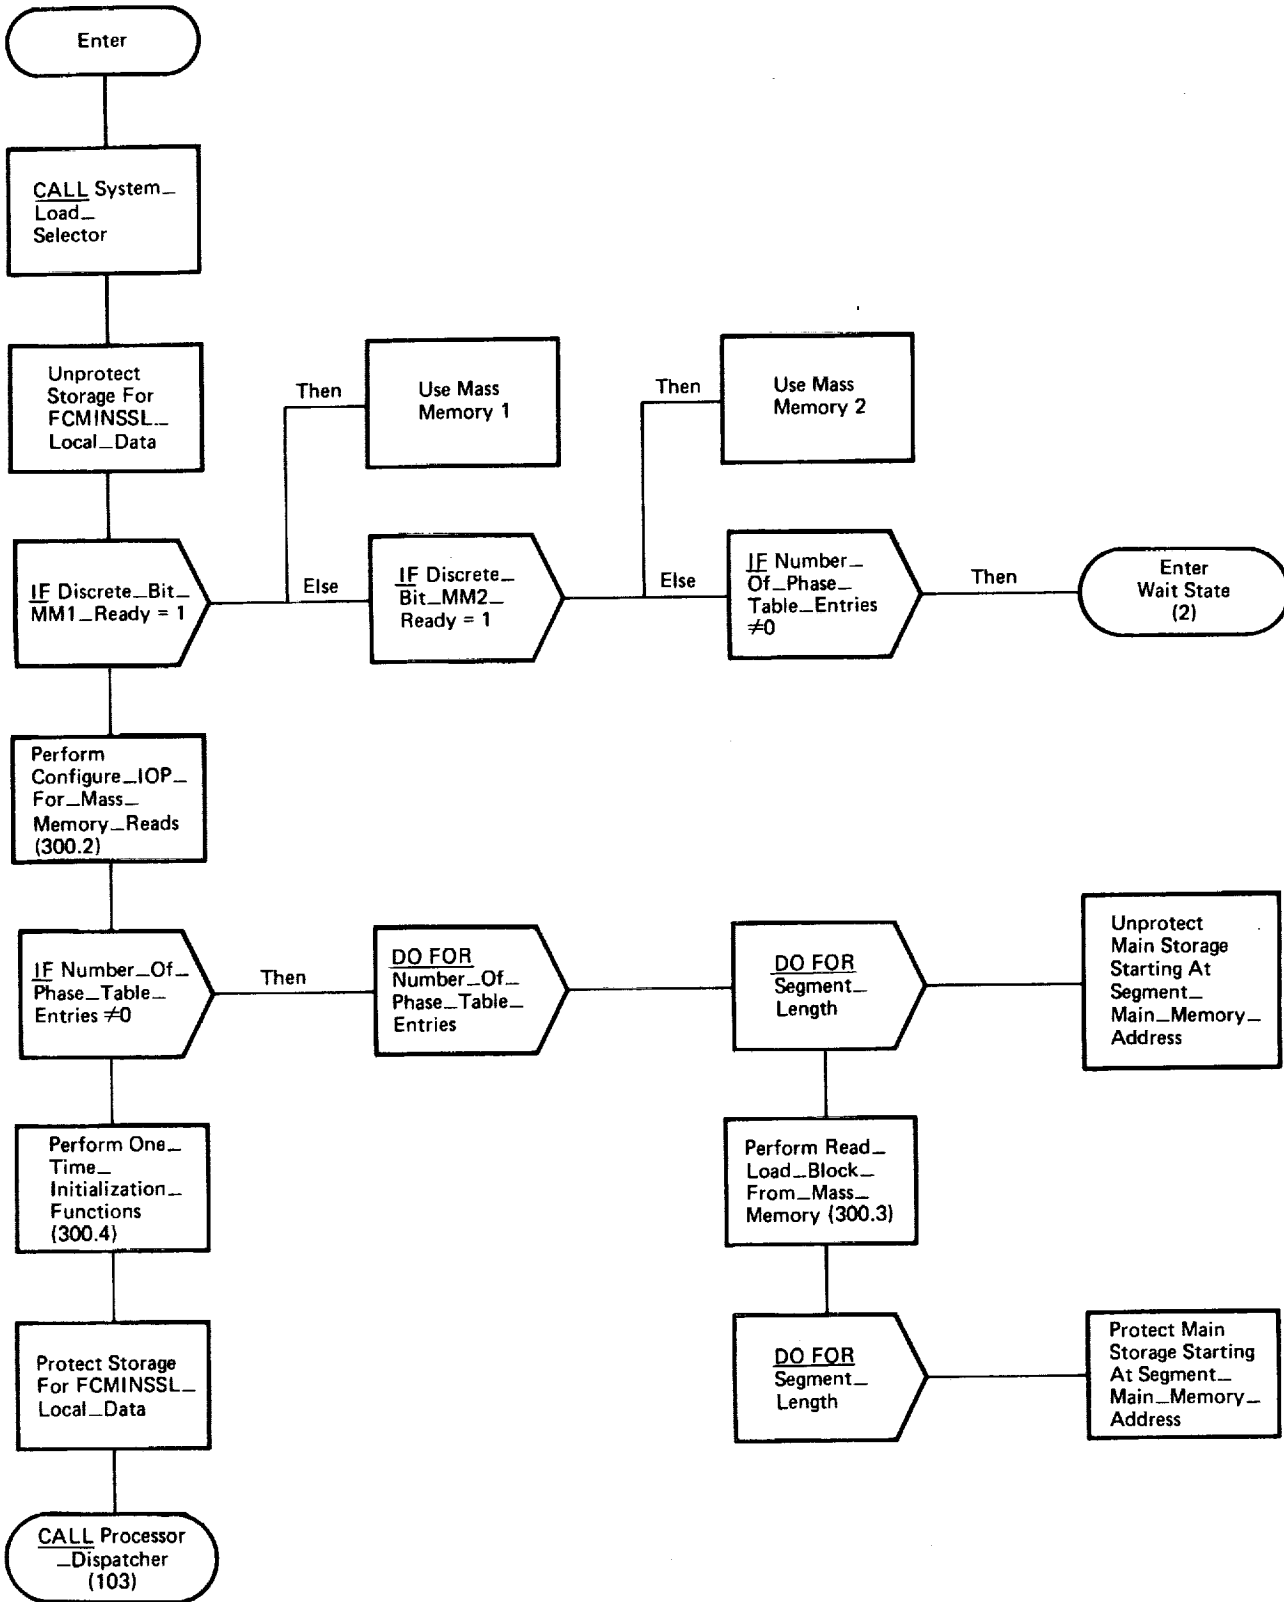 Enter
CALL System_
Load_
Selector
Unprotect
Storage For
FCMINSSL_
Local_Data
Then
Use Mass
Memory 1
Then
Use Mass
Memory 2
IF Discrete_Bit_
MM1_Ready = 1
Else
IF Discrete_
Bit_MM2_
Ready = 1
Else
IF Number_
Of_Phase_
Table_Entries
≠0
Then
Enter
Wait State
(2)
Perform
Configure_IOP_
For_Mass_
Memory_Reads
(300.2)
IF Number_Of_
Phase_Table_
Entries ≠0
Then
DO FOR
Number_Of_
Phase_Table_
Entries
DO FOR
Segment_
Length
Unprotect
Main Storage
Starting At
Segment_
Main_Memory_
Address
Perform One_
Time_
Initialization_
Functions
(300.4)
Perform Read_
Load_Block_
From_Mass_
Memory (300.3)
Protect Storage
For FCMINSSL_
Local_Data
DO FOR
Segment_
Length
Protect Main
Storage Starting
At Segment_
Main_Memory_
Address
CALL Processor
_Dispatcher
(103)